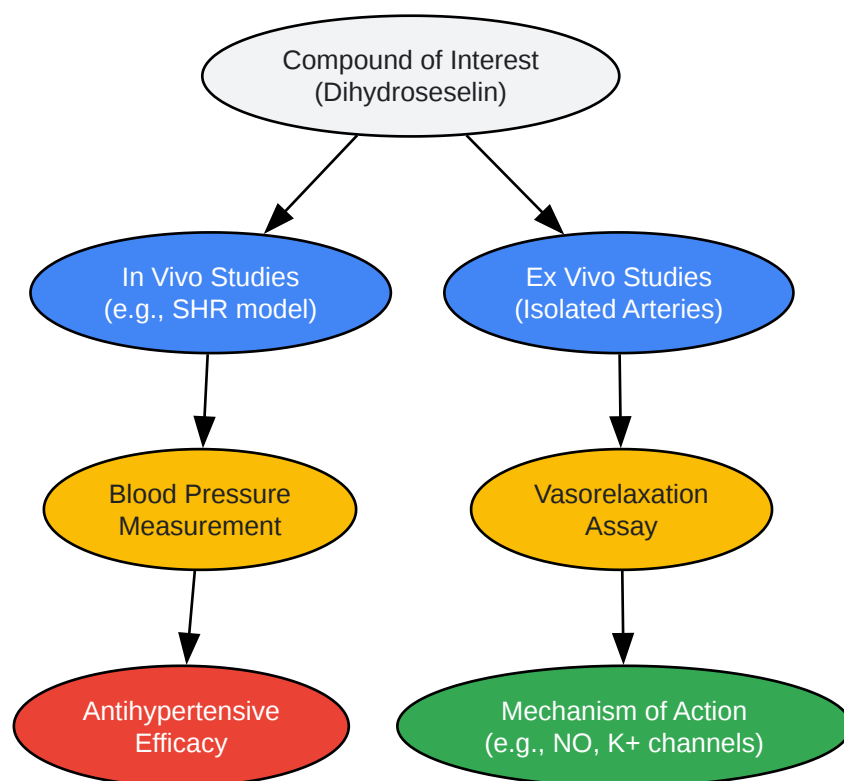 Compound of Interest
(Dihydroseselin)
In Vivo Studies
(e.g., SHR model)
Ex Vivo Studies
(Isolated Arteries)
Blood Pressure
Measurement
Vasorelaxation
Assay
Antihypertensive
Efficacy
Mechanism of Action
(e.g., NO, K+ channels)